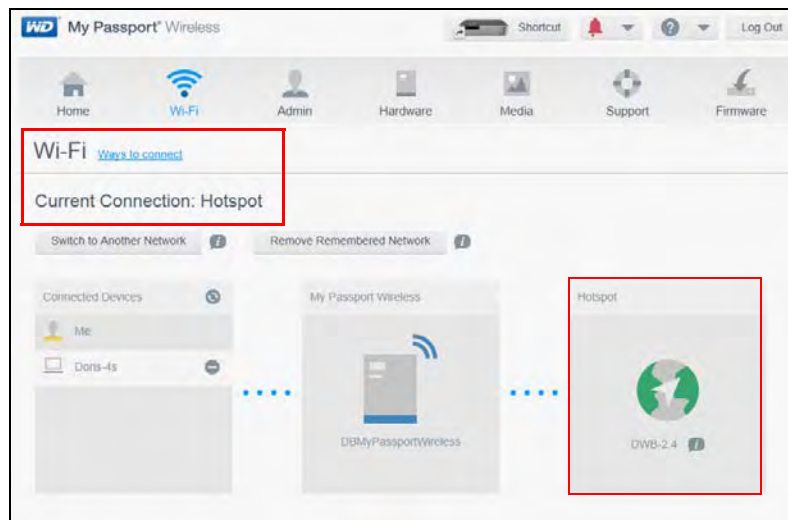 WD My Passport® Wireless Shortcut Log Out
Home Wi-Fi Admin Hardware Media Support Firmware
Wi-Fi Ways to connect
Current Connection: Hotspot
Switch to Another Network Remove Remembered Network
Connected Devices My Passport Wireless Hotspot
Me
Doris-4s
DBMyPassportWireless DWB-2.4